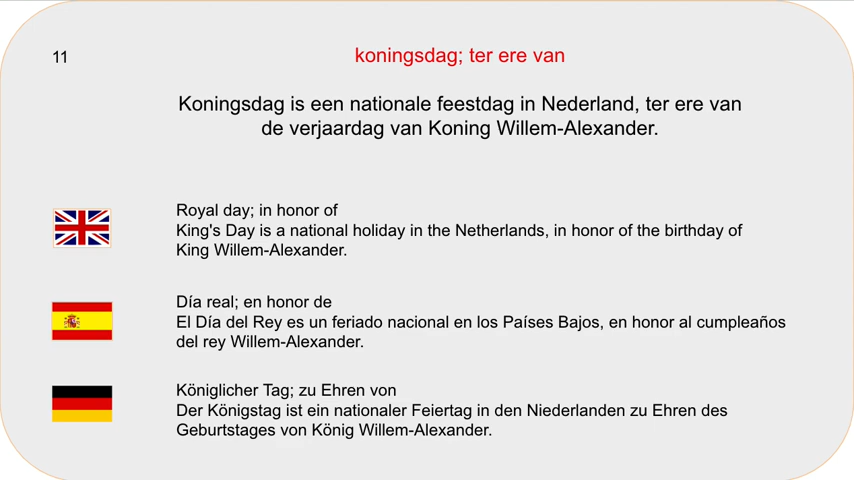 11
koningsdag; ter ere van
Koningsdag is een nationale feestdag in Nederland, ter ere van
de verjaardag van Koning Willem-Alexander.
Royal day; in honor of
King's Day is a national holiday in the Netherlands, in honor of the birthday of
King Willem-Alexander.
Día real; en honor de
El Día del Rey es un feriado nacional en los Países Bajos, en honor al cumpleaños
del rey Willem-Alexander.
Königlicher Tag; zu Ehren von
Der Königstag ist ein nationaler Feiertag in den Niederlanden zu Ehren des
Geburtstages von König Willem-Alexander.